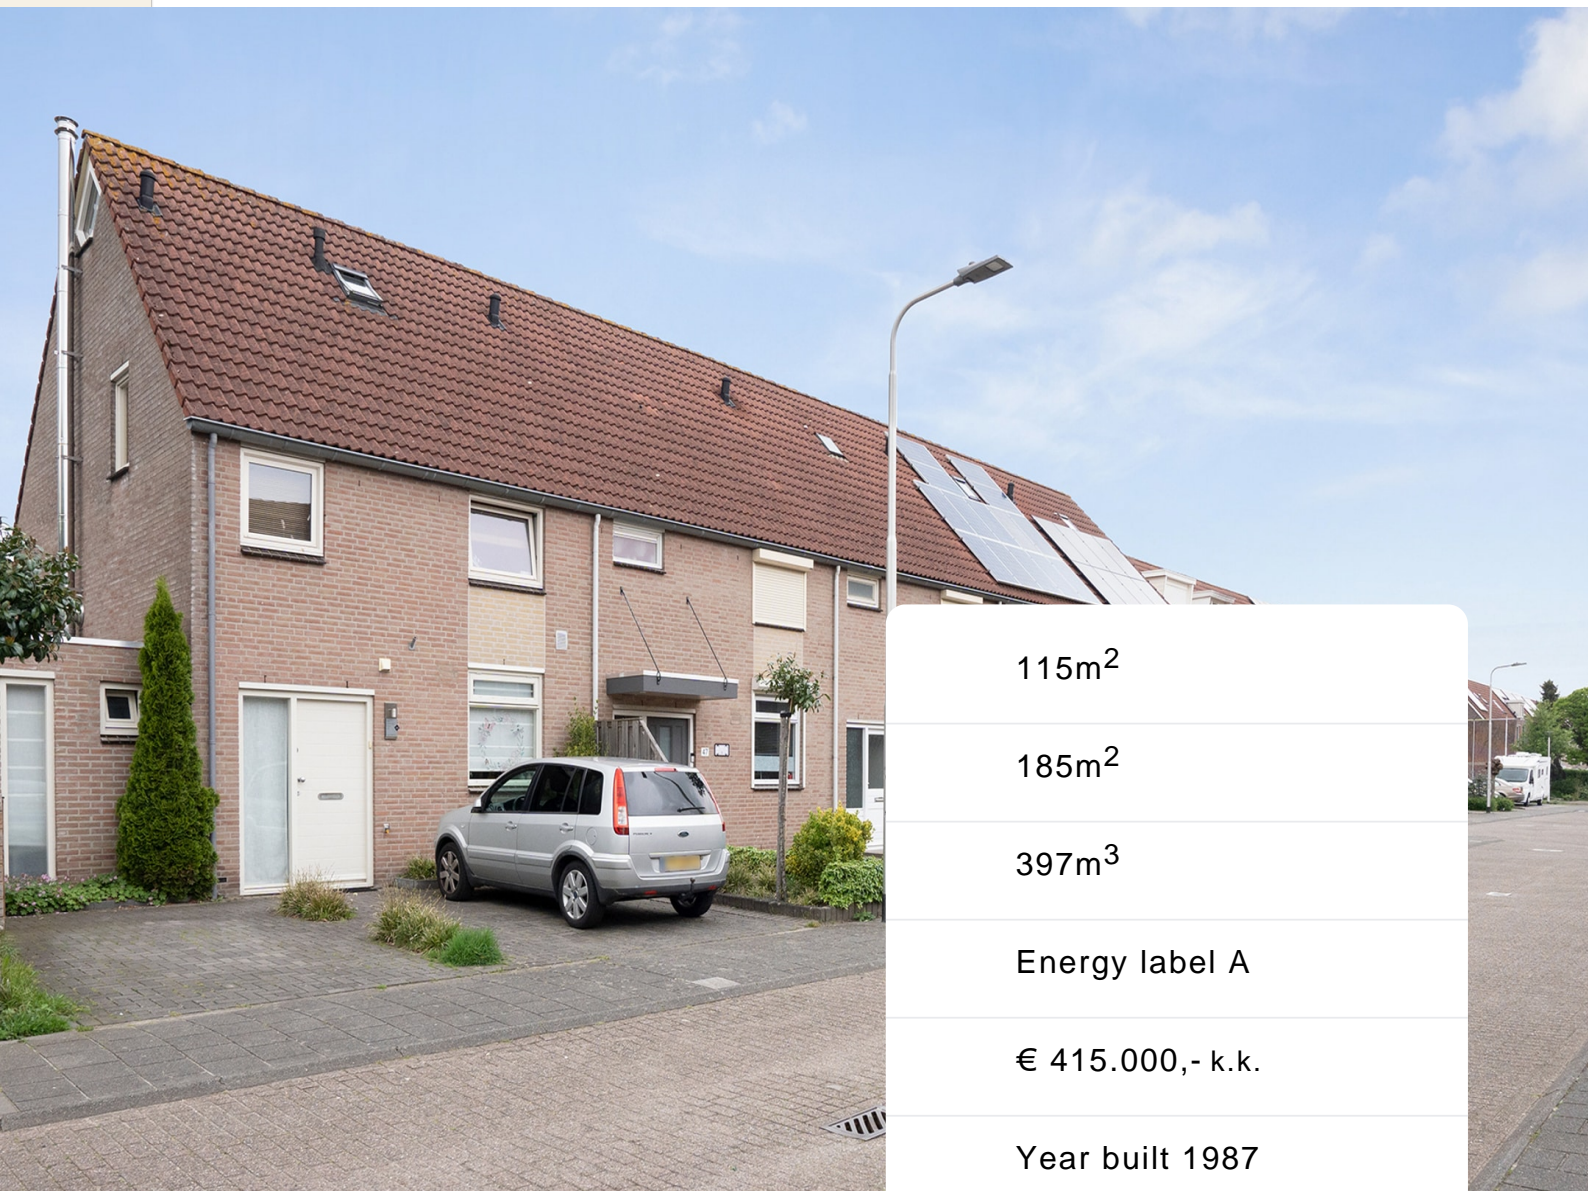 115m²
185m²
397m³
Energy label A
€ 415.000,- k.k.
Year built 1987